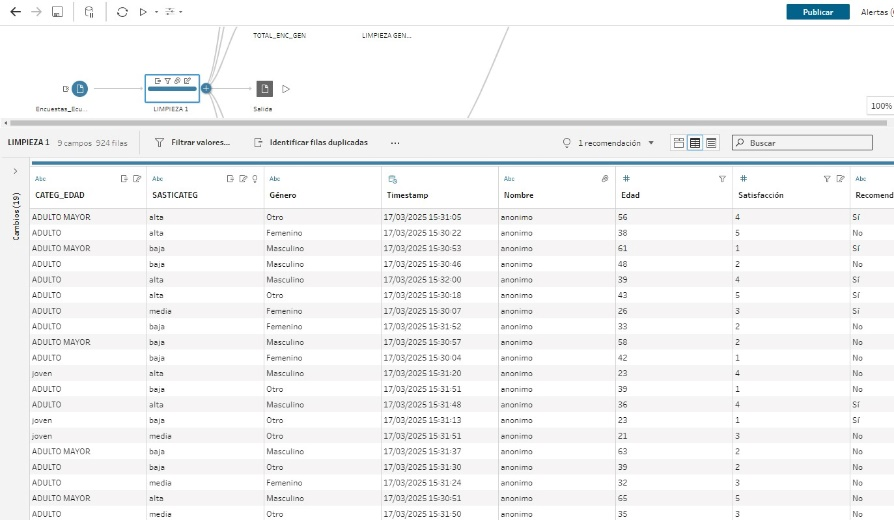 Publicar Alertas (
TOTAL_ENC_GEN LIMPIEZA GEN...
Encuestas_Ecu... LIMPIEZA 1 Salida
100%
LIMPIEZA 1 9 campos 924 filas Filtrar valores... Identificar filas duplicadas ... 1 recomendación Buscar
Cambios (19)
Abc Abc Abc Abc # # Abc
CATEG_EDAD SASTICATEG Género Timestamp Nombre Edad Satisfacción Recomend
ADULTO MAYOR alta Otro 17/03/2025 15:31:05 anonimo 56 4 Sí
ADULTO alta Femenino 17/03/2025 15:30:22 anonimo 38 5 No
ADULTO MAYOR baja Masculino 17/03/2025 15:30:53 anonimo 61 1 Sí
ADULTO baja Masculino 17/03/2025 15:30:46 anonimo 48 2 No
ADULTO alta Masculino 17/03/2025 15:32:00 anonimo 39 4 Sí
ADULTO alta Otro 17/03/2025 15:30:18 anonimo 43 5 Sí
ADULTO media Femenino 17/03/2025 15:30:07 anonimo 26 3 Sí
ADULTO baja Femenino 17/03/2025 15:31:52 anonimo 33 2 No
ADULTO MAYOR baja Masculino 17/03/2025 15:30:57 anonimo 58 2 No
ADULTO baja Femenino 17/03/2025 15:30:04 anonimo 42 1 No
joven alta Masculino 17/03/2025 15:31:20 anonimo 23 4 No
ADULTO baja Otro 17/03/2025 15:31:51 anonimo 39 1 No
ADULTO alta Masculino 17/03/2025 15:31:48 anonimo 36 4 Sí
joven baja Otro 17/03/2025 15:31:13 anonimo 23 1 Sí
joven media Otro 17/03/2025 15:31:51 anonimo 21 3 No
ADULTO MAYOR baja Masculino 17/03/2025 15:31:37 anonimo 63 2 No
ADULTO baja Otro 17/03/2025 15:31:30 anonimo 39 2 No
ADULTO media Femenino 17/03/2025 15:31:24 anonimo 32 3 No
ADULTO MAYOR alta Masculino 17/03/2025 15:30:51 anonimo 65 5 No
ADULTO media Otro 17/03/2025 15:31:50 anonimo 35 3 No